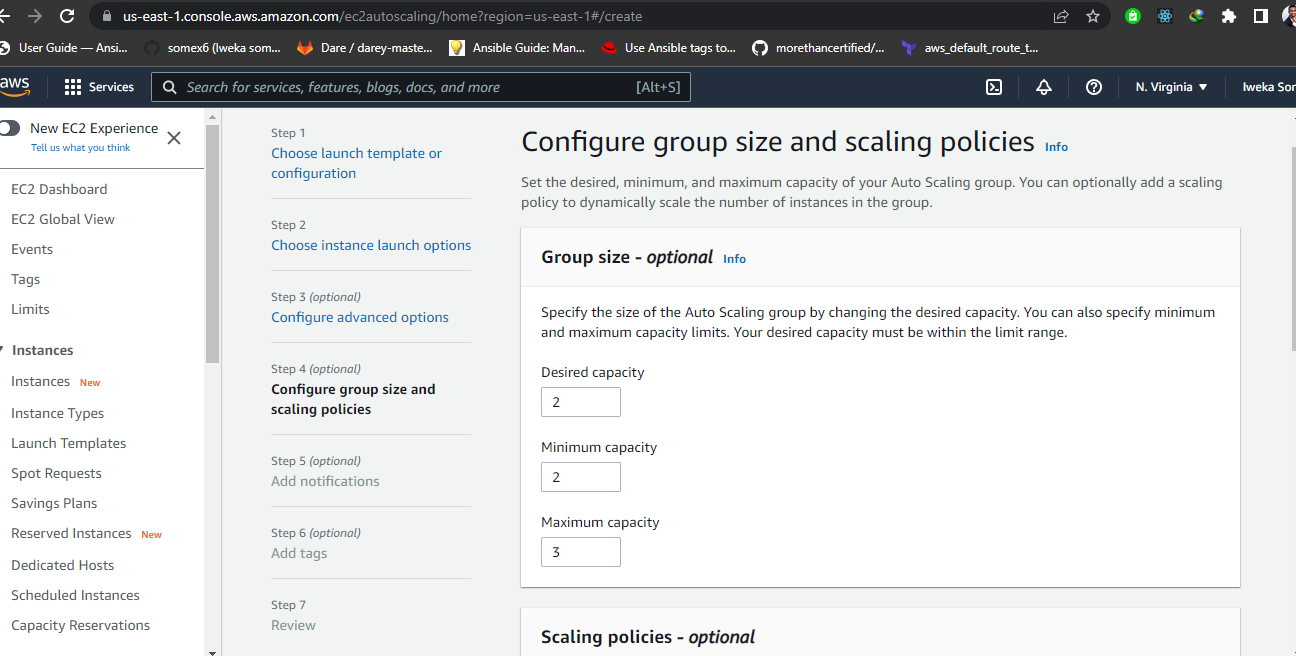 us-east-1.console.aws.amazon.com/ec2autoscaling/home?region=us-east-1#/create
User Guide — Ansi...
somex6 (Iweka som...
Dare / darey-maste...
Ansible Guide: Man...
Use Ansible tags to...
morethancertified/...
aws_default_route_t...
aws
Services
Search for services, features, blogs, docs, and more
[Alt+S]
N. Virginia
Iweka Som
New EC2 Experience
Tell us what you think
EC2 Dashboard
EC2 Global View
Events
Tags
Limits
Instances
Instances New
Instance Types
Launch Templates
Spot Requests
Savings Plans
Reserved Instances New
Dedicated Hosts
Scheduled Instances
Capacity Reservations
Step 1
Choose launch template or
configuration
Step 2
Choose instance launch options
Step 3 (optional)
Configure advanced options
Step 4 (optional)
Configure group size and
scaling policies
Step 5 (optional)
Add notifications
Step 6 (optional)
Add tags
Step 7
Review
Configure group size and scaling policies Info
Set the desired, minimum, and maximum capacity of your Auto Scaling group. You can optionally add a scaling
policy to dynamically scale the number of instances in the group.
Group size - optional Info
Specify the size of the Auto Scaling group by changing the desired capacity. You can also specify minimum
and maximum capacity limits. Your desired capacity must be within the limit range.
Desired capacity
2
Minimum capacity
2
Maximum capacity
3
Scaling policies - optional